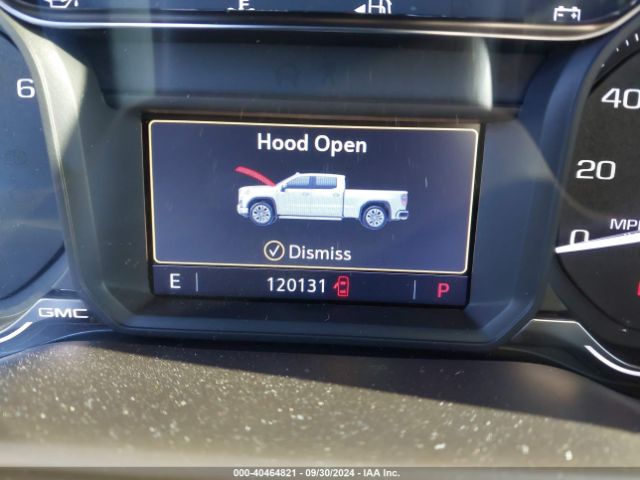 E
H
6
40
Hood Open
20
MPH
Dismiss
0
E
120131
P
GMC
000-40464821 - 09/30/2024 - IAA Inc.